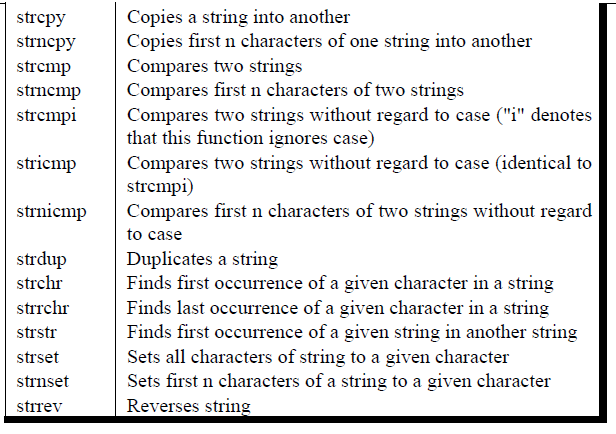 strcpy Copies a string into another
strncpy Copies first n characters of one string into another
strcmp Compares two strings
strncmp Compares first n characters of two strings
strcmpi Compares two strings without regard to case ("i" denotes
that this function ignores case)
stricmp Compares two strings without regard to case (identical to
strcmpi)
strnicmp Compares first n characters of two strings without regard
to case
strdup Duplicates a string
strchr Finds first occurrence of a given character in a string
strrchr Finds last occurrence of a given character in a string
strstr Finds first occurrence of a given string in another string
strset Sets all characters of string to a given character
strnset Sets first n characters of a string to a given character
strrev Reverses string